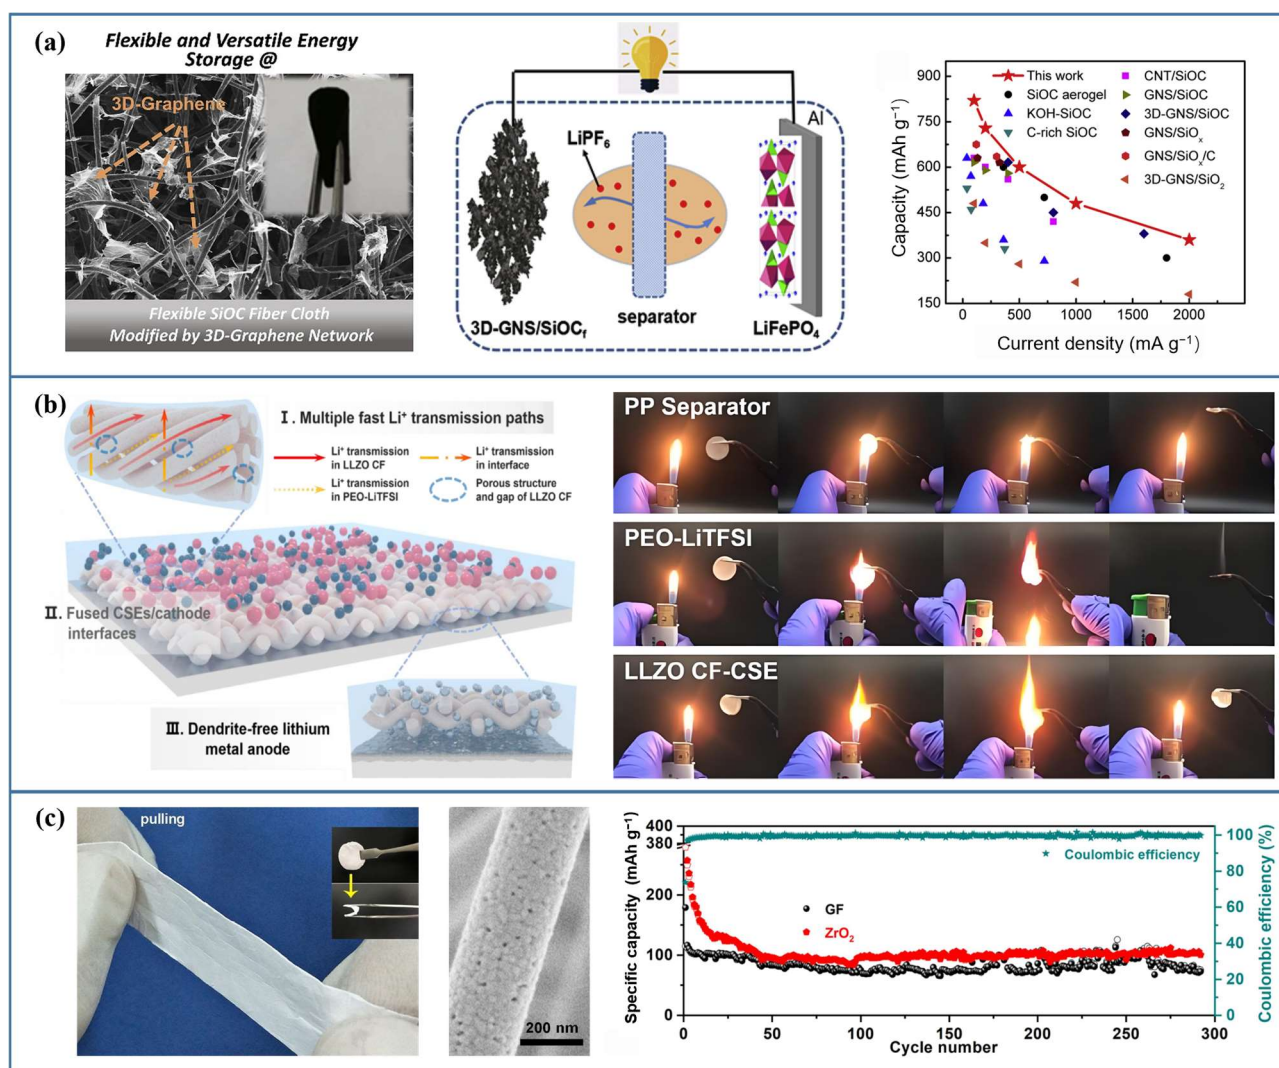 (a)
Flexible and Versatile Energy
Storage @
3D-Graphene
Flexible SiOC Fiber Cloth
Modified by 3D-Graphene Network
LiPF6
Al
3D-GNS/SiOCf
separator
LiFePO4
Capacity (mAh g⁻¹)
900
750
600
450
300
150
This work
SiOC aerogel
KOH-SiOC
C-rich SiOC
CNT/SiOC
GNS/SiOC
3D-GNS/SiOC
GNS/SiOx
GNS/SiOx/C
3D-GNS/SiO2
0 500 1000 1500 2000
Current density (mA g⁻¹)
(b)
I. Multiple fast Li⁺ transmission paths
Li⁺ transmission
in LLZO CF
Li⁺ transmission
in interface
Li⁺ transmission
in PEO-LiTFSI
Porous structure
and gap of LLZO CF
II. Fused CSEs/cathode
interfaces
III. Dendrite-free lithium
metal anode
PP Separator
PEO-LiTFSI
LLZO CF-CSE
(c)
pulling
200 nm
Specific capacity (mAh g⁻¹)
400
380
200
100
0
GF
ZrO2
Coulombic efficiency
0 50 100 150 200 250 300
Cycle number
100
80
60
40
20
0
Coulombic efficiency (%)